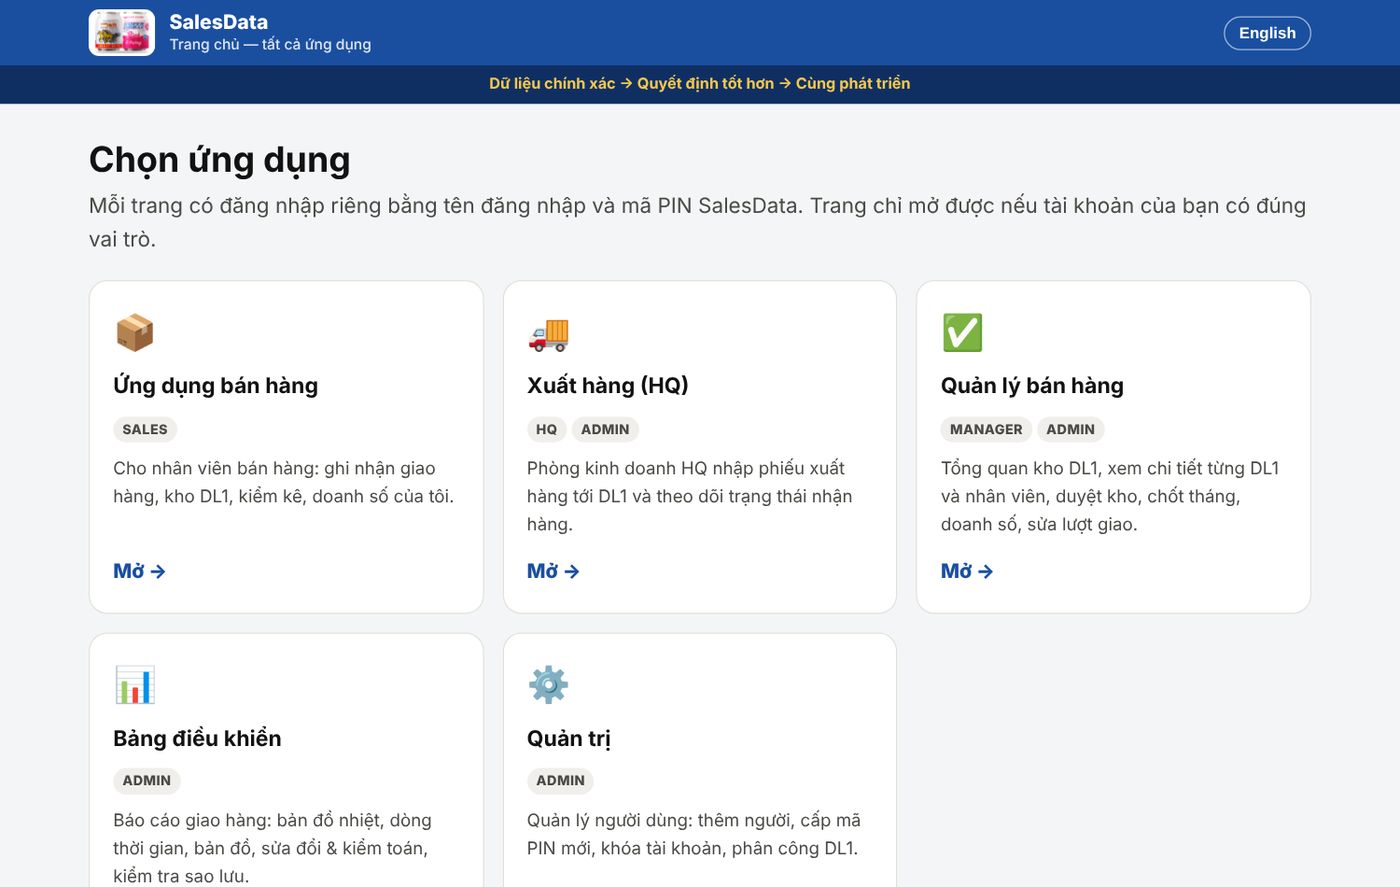 SalesData
Trang chủ — tất cả ứng dụng
English
Dữ liệu chính xác → Quyết định tốt hơn → Cùng phát triển
Chọn ứng dụng
Mỗi trang có đăng nhập riêng bằng tên đăng nhập và mã PIN SalesData. Trang chỉ mở được nếu tài khoản của bạn có đúng
vai trò.
Ứng dụng bán hàng
SALES
Cho nhân viên bán hàng: ghi nhận giao
hàng, kho DL1, kiểm kê, doanh số của tôi.
Mở →
Xuất hàng (HQ)
HQ ADMIN
Phòng kinh doanh HQ nhập phiếu xuất
hàng tới DL1 và theo dõi trạng thái nhận
hàng.
Mở →
Quản lý bán hàng
MANAGER ADMIN
Tổng quan kho DL1, xem chi tiết từng DL1
và nhân viên, duyệt kho, chốt tháng,
doanh số, sửa lượt giao.
Mở →
Bảng điều khiển
ADMIN
Báo cáo giao hàng: bản đồ nhiệt, dòng
thời gian, bản đồ, sửa đổi & kiểm toán,
kiểm tra sao lưu.
Quản trị
ADMIN
Quản lý người dùng: thêm người, cấp mã
PIN mới, khóa tài khoản, phân công DL1.